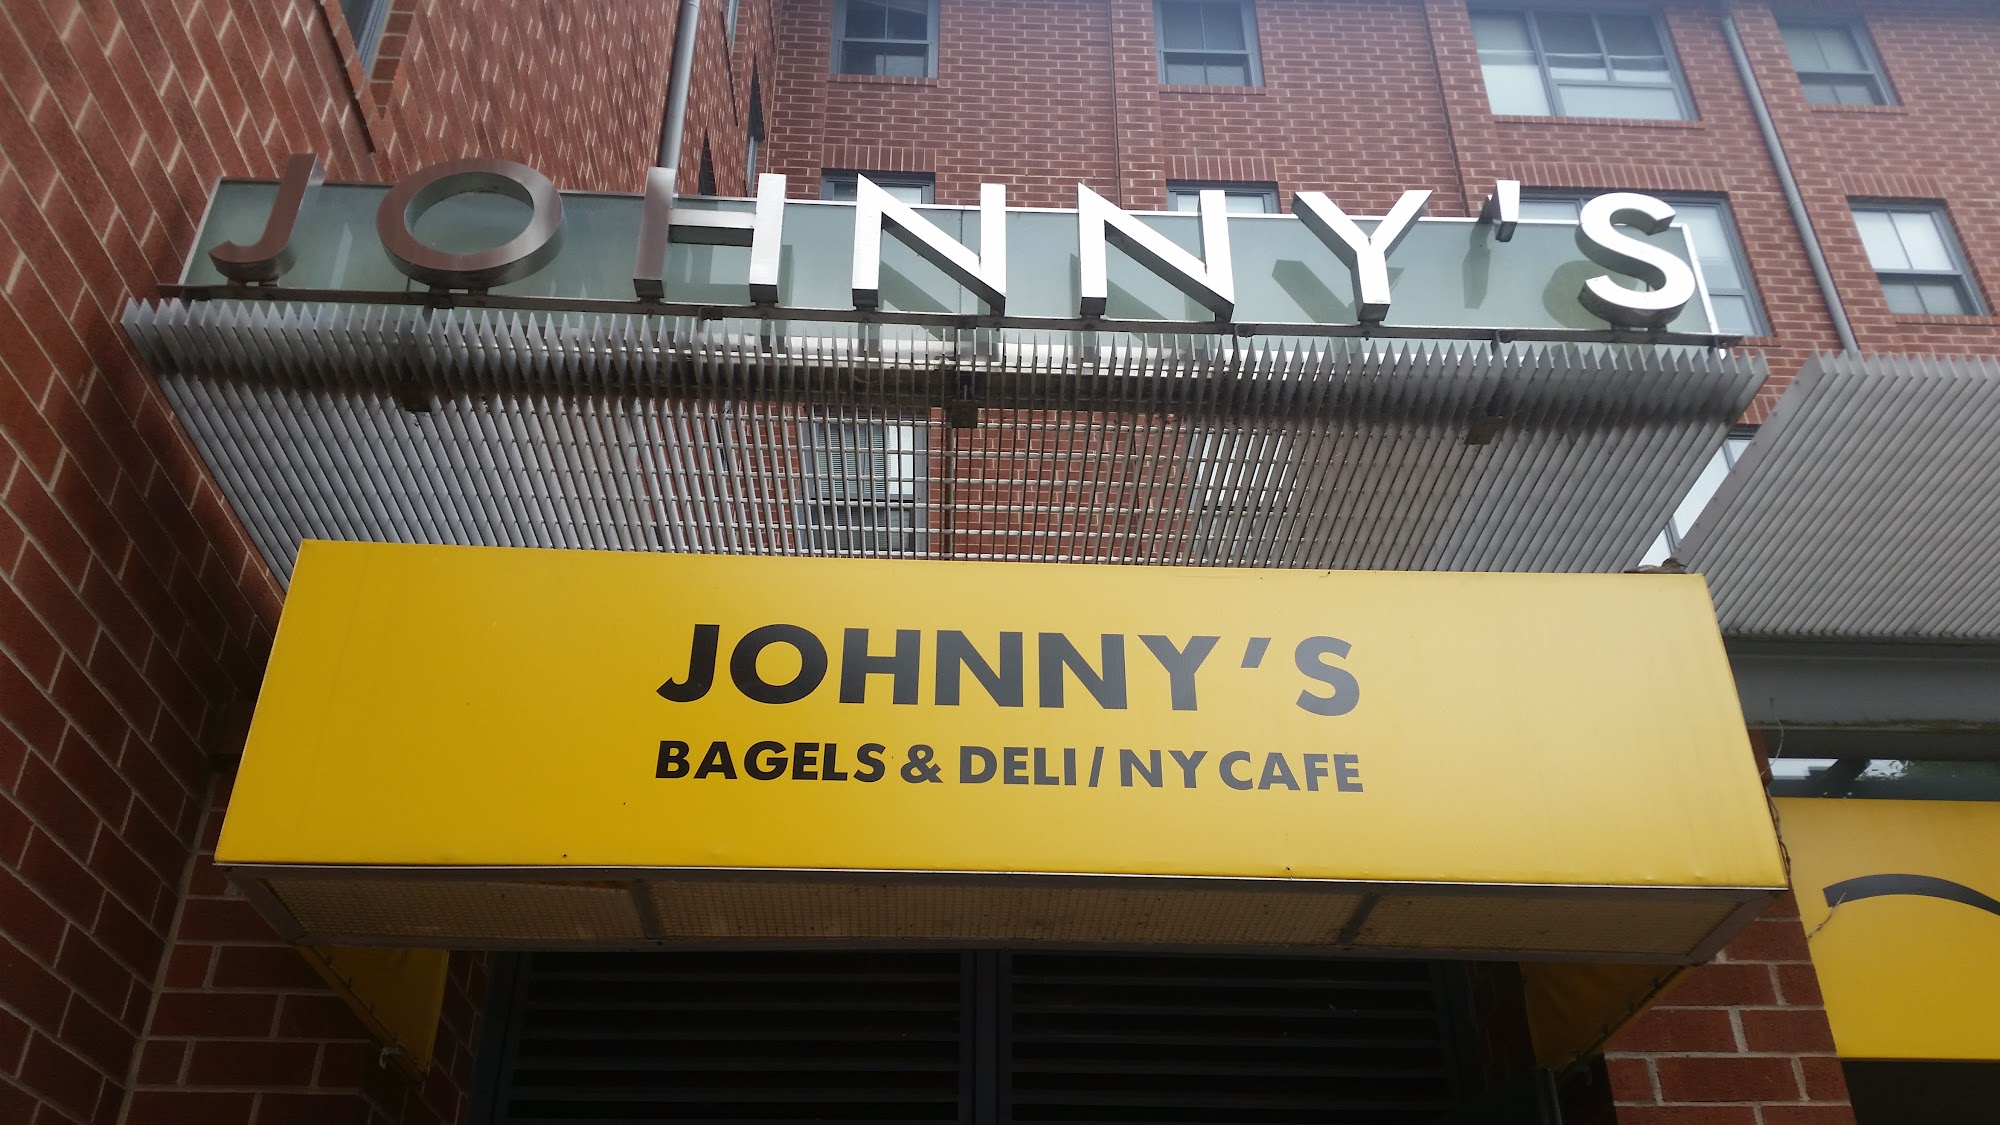 JOHNNY'S
JOHNNY'S
BAGELS & DELI / NY CAFE